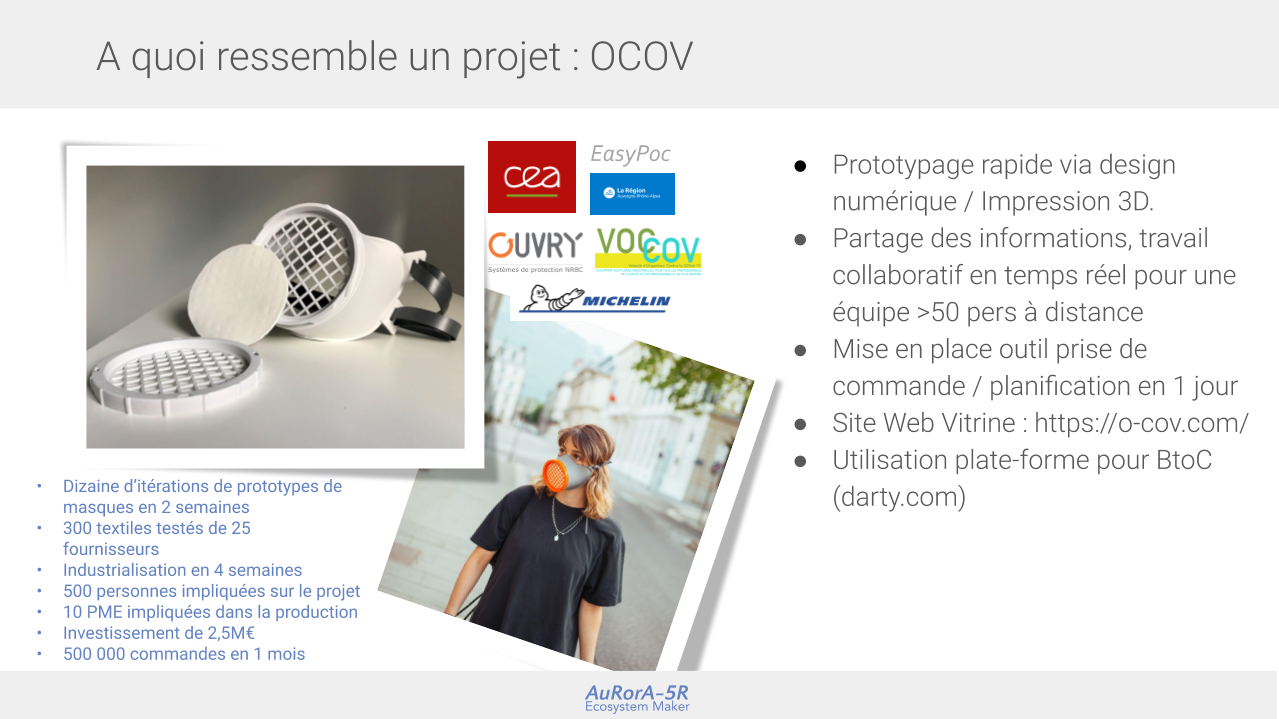 A quoi ressemble un projet : OCOV
cea
EasyPoc
La Région
Auvergne-Rhône-Alpes
OUVRY
Systèmes de protection NRBC
VOC
COV
MICHELIN
Dizaine d’itérations de prototypes de
masques en 2 semaines
300 textiles testés de 25
fournisseurs
Industrialisation en 4 semaines
500 personnes impliquées sur le projet
10 PME impliquées dans la production
Investissement de 2,5M€
500 000 commandes en 1 mois
● Prototypage rapide via design
numérique / Impression 3D.
● Partage des informations, travail
collaboratif en temps réel pour une
équipe >50 pers à distance
● Mise en place outil prise de
commande / planification en 1 jour
● Site Web Vitrine : https://o-cov.com/
● Utilisation plate-forme pour BtoC
(darty.com)
AuRorA-5R
Ecosystem Maker